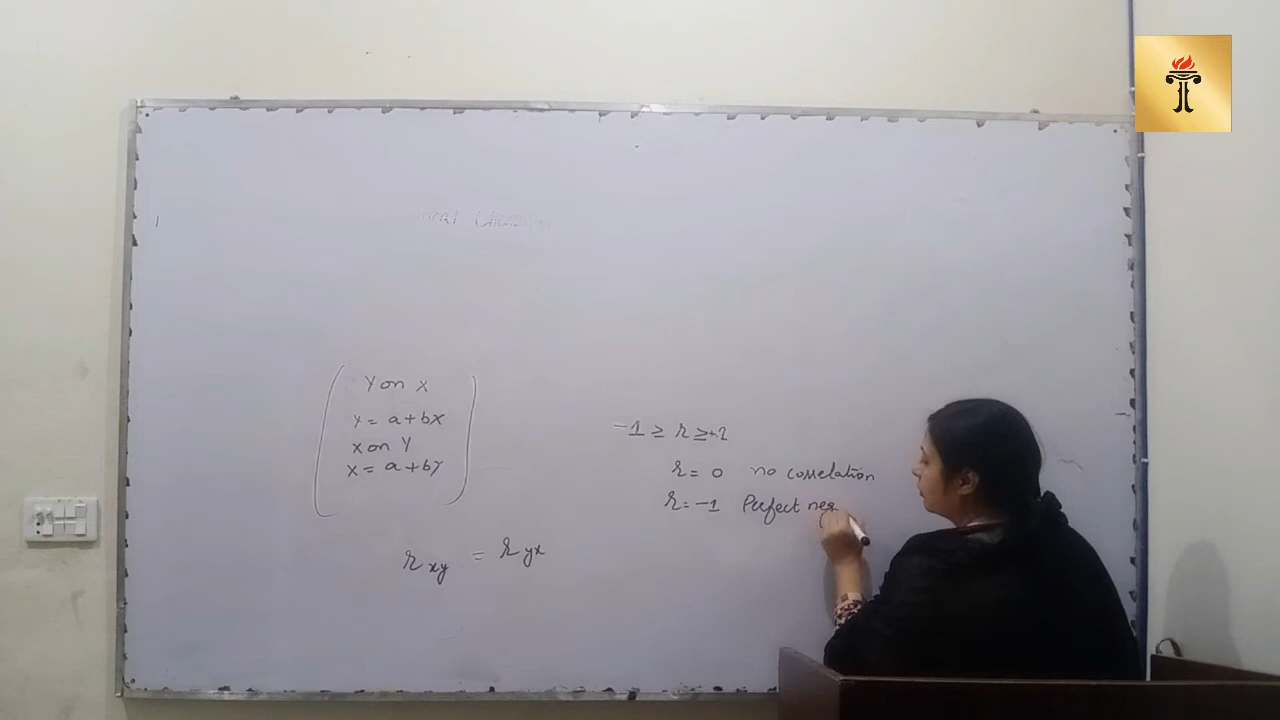 Y on X
Y = a + bX
X on Y
X = a + bY
r xy = r yx
-1 ≥ r ≥ +1
r = 0 no correlation
r = -1 Perfect neg